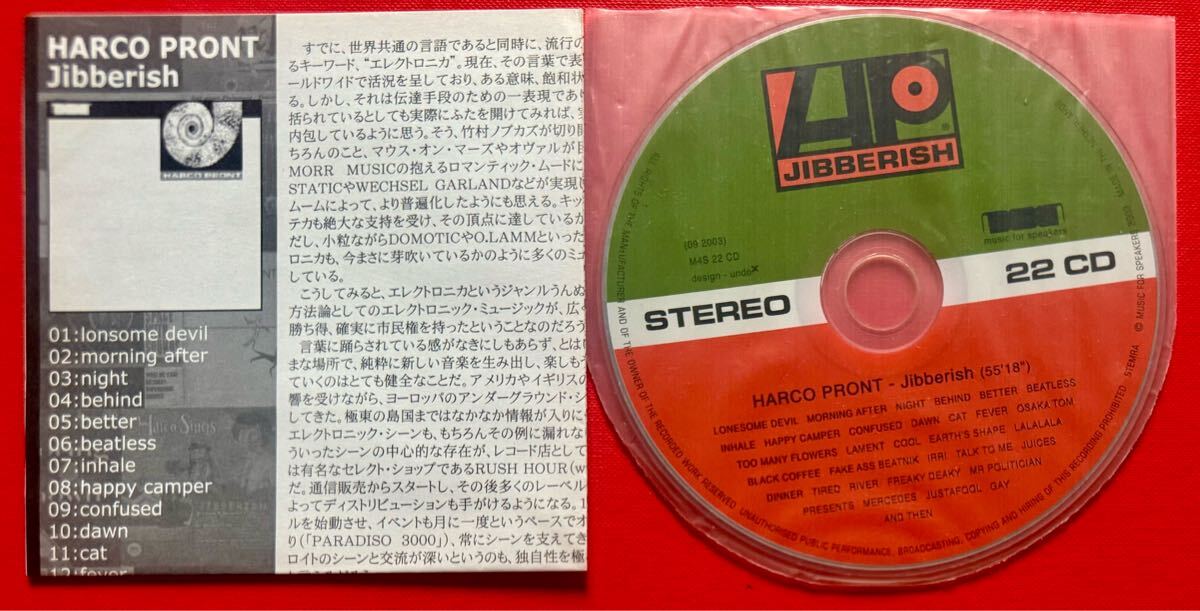 HARCO PRONT
Jibberish
HARCO PRONT
01:lonsome devil
02:morning after
03:night
04:behind
05:better
06:beatless
07:inhale
08:happy camper
09:confused
10:dawn
11:cat
12:fever
すでに、世界共通の言語であると同時に、流行の
るキーワード、“エレクトロニカ”。現在、その言葉で表
ールドワイドで活況を呈しており、ある意味、飽和状
る。しかし、それは伝達手段のための一表現であり
括られているとしても実際にふたを開けてみれば、
内包しているように思う。そう、竹村ノブカズが切り
ちろんのこと、マウス・オン・マーズやオヴァルが
MORR MUSICの抱えるロマンティック・ムードに
STATICやWECHSEL GARLANDなどが実現し
ムームによって、より普遍化したようにも思える。キッ
テカも絶大な支持を受け、その頂点に達しているが
だし、小粒ながらDOMOTICやO.LAMMといった
ロニカも、今まさに芽吹いているかのように多くのミュ
している。
こうしてみると、エレクトロニカというジャンルうんぬ
方法論としてのエレクトロニック・ミュージックが、広く
勝ち得、確実に市民権を持ったということなのだろう
言葉に踊らされている感がなきにしもあらず、とはい
まな場所で、純粋に新しい音楽を生み出し、楽しも
ていくのはとても健全なことだ。アメリカやイギリスの
響を受けながら、ヨーロッパのアンダーグラウンド・シ
してきた。極東の島国まではなかなか情報が入りに
エレクトロニック・シーンも、もちろんその例に漏れな
ういったシーンの中心的な存在が、レコード店として
は有名なセレクト・ショップであるRUSH HOUR(w
だ。通信販売からスタートし、その後多くのレーベル
よってディストリビューションも手がけるようになる。
ルを始動させ、イベントも月に一度というペースでオ
り(「PARADISO 3000」)、常にシーンを支えてき
ロイトのシーンと交流が深いというのも、独自性を極
JIBBERISH
®
music for speakers
(09 2003)
M4S 22 CD
design - undo
STEREO
22 CD
HARCO PRONT - Jibberish (55'18")
LONESOME DEVIL MORNING AFTER NIGHT BEHIND BETTER BEATLESS
INHALE HAPPY CAMPER CONFUSED DAWN CAT FEVER OSAKA TOM
TOO MANY FLOWERS LAMENT COOL EARTH'S SHAPE LALALALA
BLACK COFFEE FAKE ASS BEATNIK IRRI TALK TO ME JUICES
DINKER TIRED RIVER FREAKY DEAKY MR POLITICIAN
PRESENTS MERCEDES JUSTAFOOL GAY
AND THEN
ALL RIGHTS OF THE MANUFACTURER AND OF THE OWNER OF THE RECORDED WORK RESERVED UNAUTHORISED PUBLIC PERFORMANCE, BROADCASTING, COPYING AND HIRING OF THIS RECORDING PROHIBITED STEMRA © MUSIC FOR SPEAKERS 2003